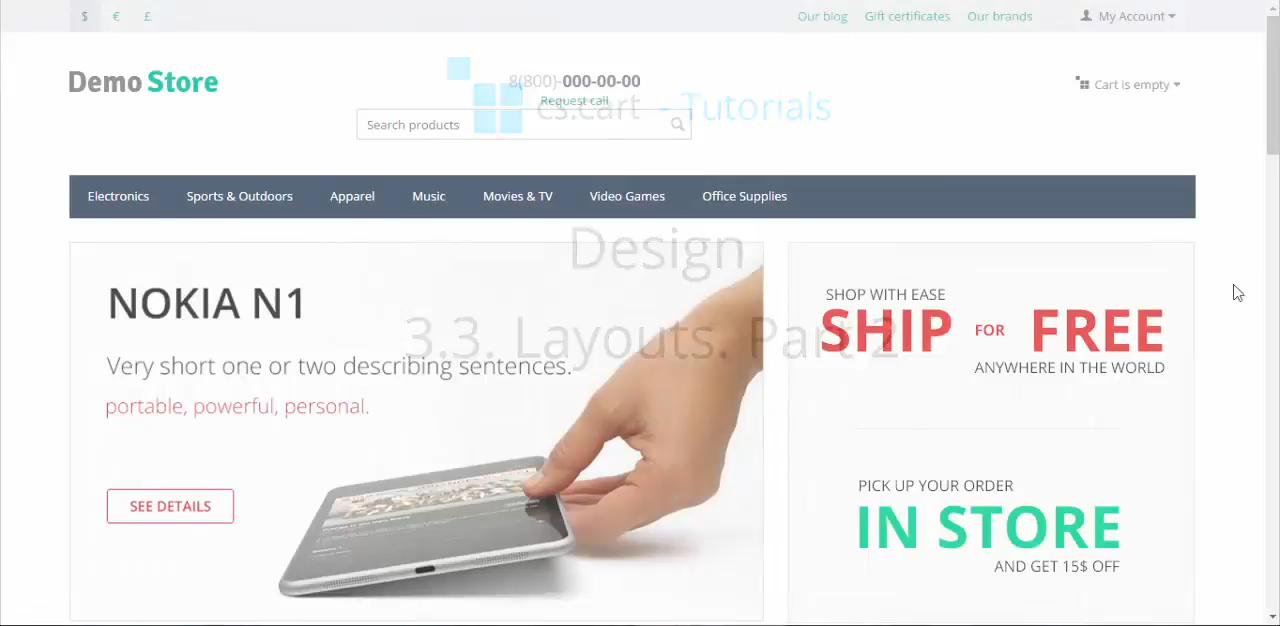 $ € £
Our blog Gift certificates Our brands My Account
Demo Store
8(800)-000-00-00
Request call
Cart is empty
cs.cart - Tutorials
Search products
Electronics Sports & Outdoors Apparel Music Movies & TV Video Games Office Supplies
Design
3.3. Layouts. Part 2
NOKIA N1
Very short one or two describing sentences.
portable, powerful, personal.
SEE DETAILS
SHOP WITH EASE
SHIP FOR FREE
ANYWHERE IN THE WORLD
PICK UP YOUR ORDER
IN STORE
AND GET 15$ OFF